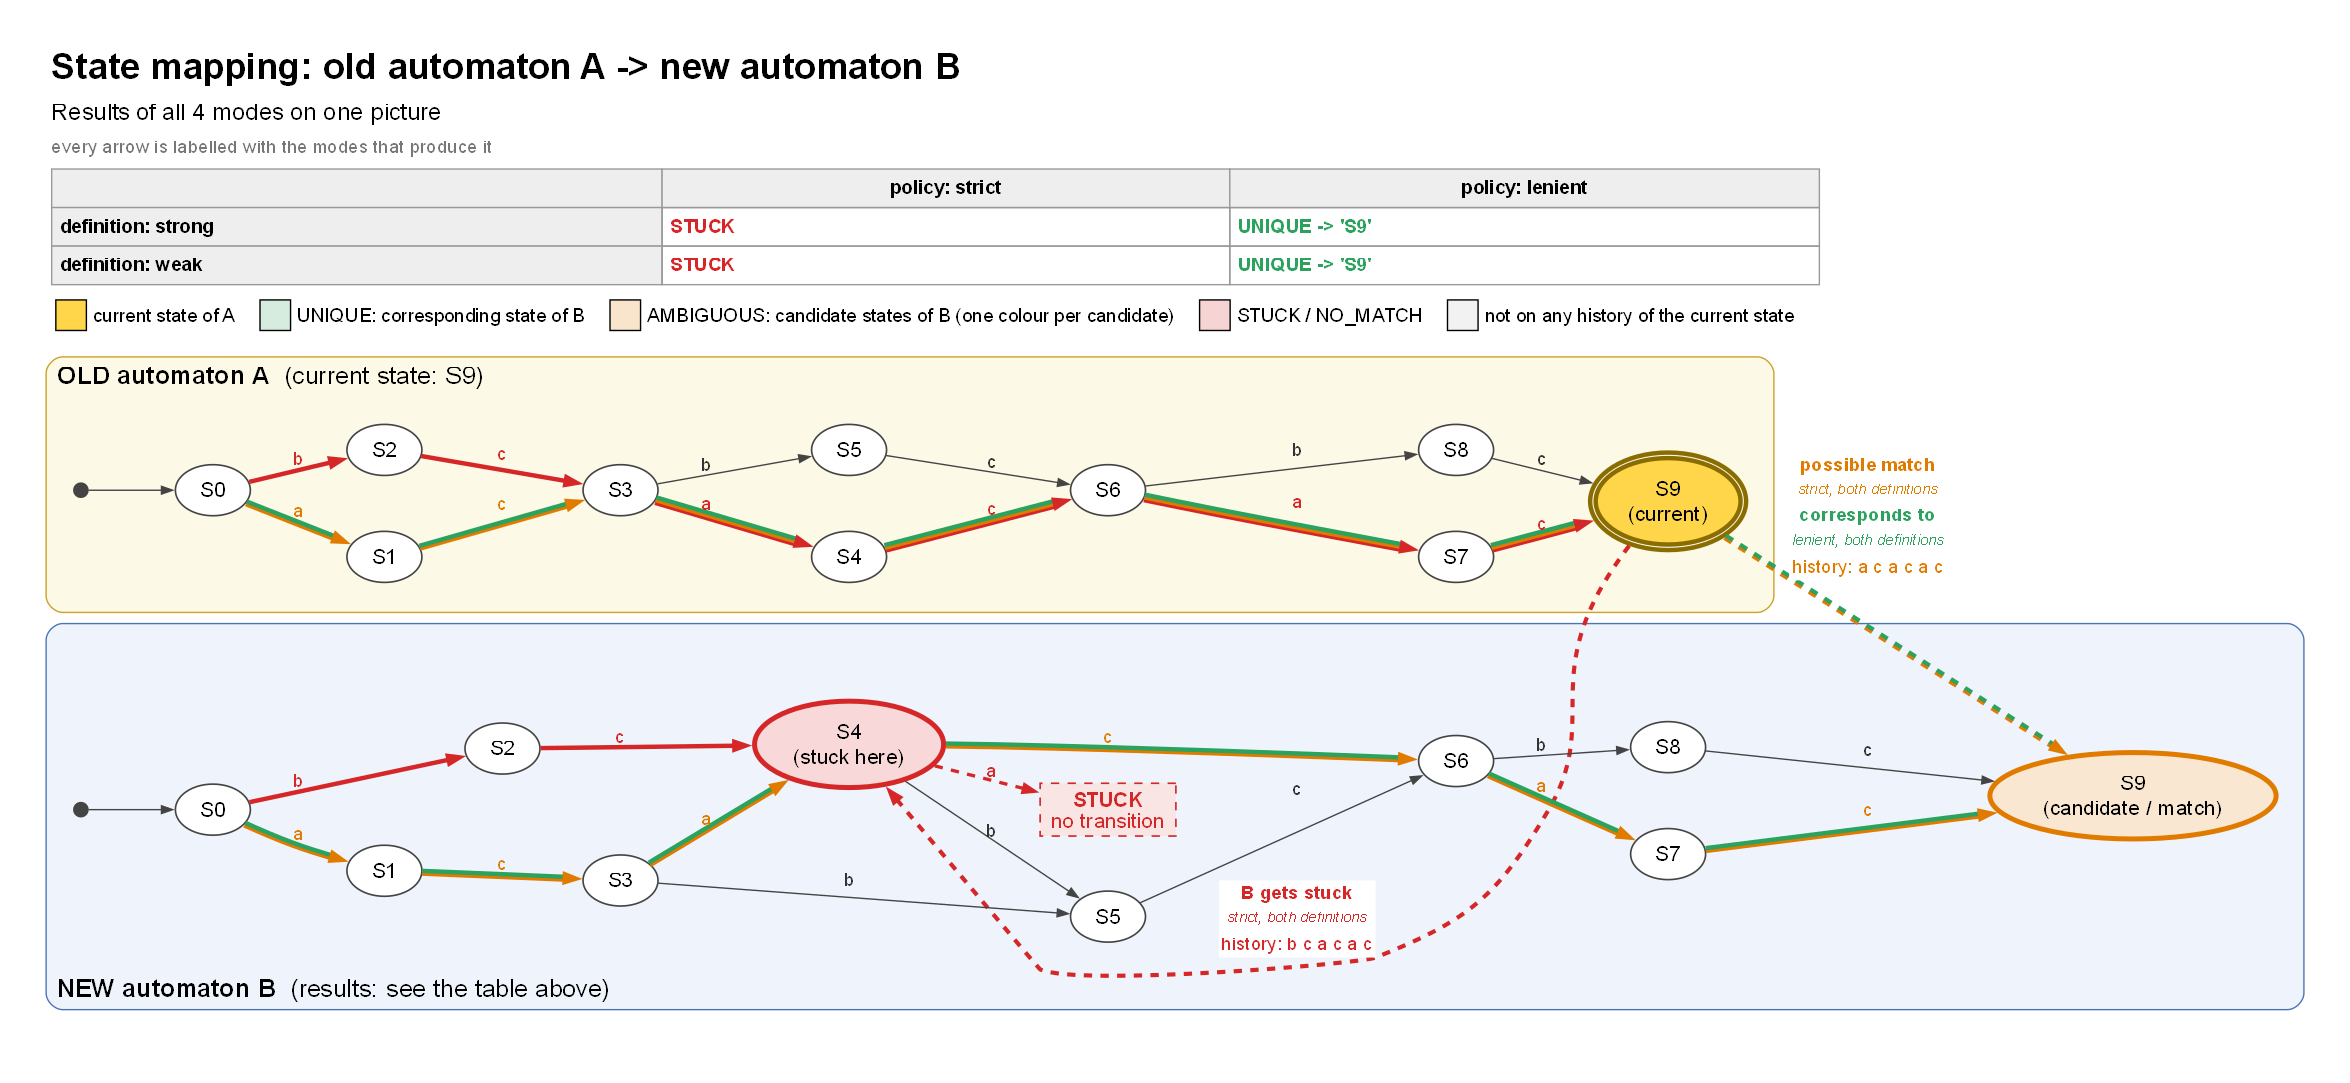 State mapping: old automaton A -> new automaton B
Results of all 4 modes on one picture
every arrow is labelled with the modes that produce it
policy: strict policy: lenient
definition: strong STUCK UNIQUE -> 'S9'
definition: weak STUCK UNIQUE -> 'S9'
current state of A UNIQUE: corresponding state of B AMBIGUOUS: candidate states of B (one colour per candidate) STUCK / NO_MATCH not on any history of the current state
OLD automaton A (current state: S9)
S0
b
a
S2
S1
c
c
S3
b
a
S5
S4
c
c
S6
b
a
S8
S7
c
c
S9
(current)
possible match
strict, both definitions
corresponds to
lenient, both definitions
history: a c a c a c
S0
b
a
S2
S1
c
c
S3
a
b
S4
(stuck here)
c
a
b
STUCK
no transition
S5
c
S6
b
a
S8
S7
c
c
S9
(candidate / match)
B gets stuck
strict, both definitions
history: b c a c a c
NEW automaton B (results: see the table above)